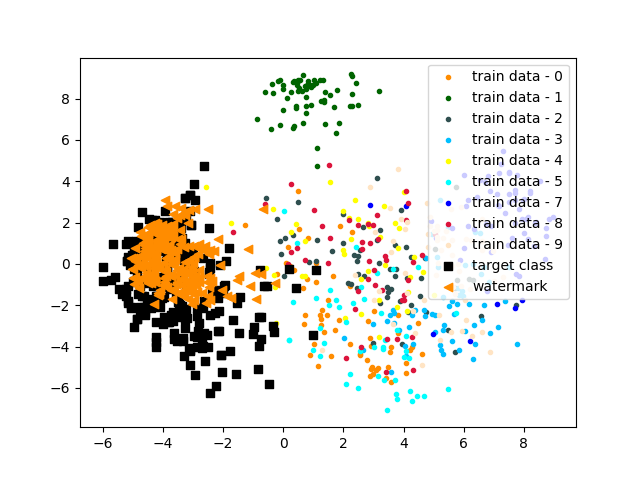 train data - 0
train data - 1
train data - 2
train data - 3
train data - 4
train data - 5
train data - 7
train data - 8
train data - 9
target class
watermark
8
6
4
2
0
−2
−4
−6
−6 −4 −2 0 2 4 6 8